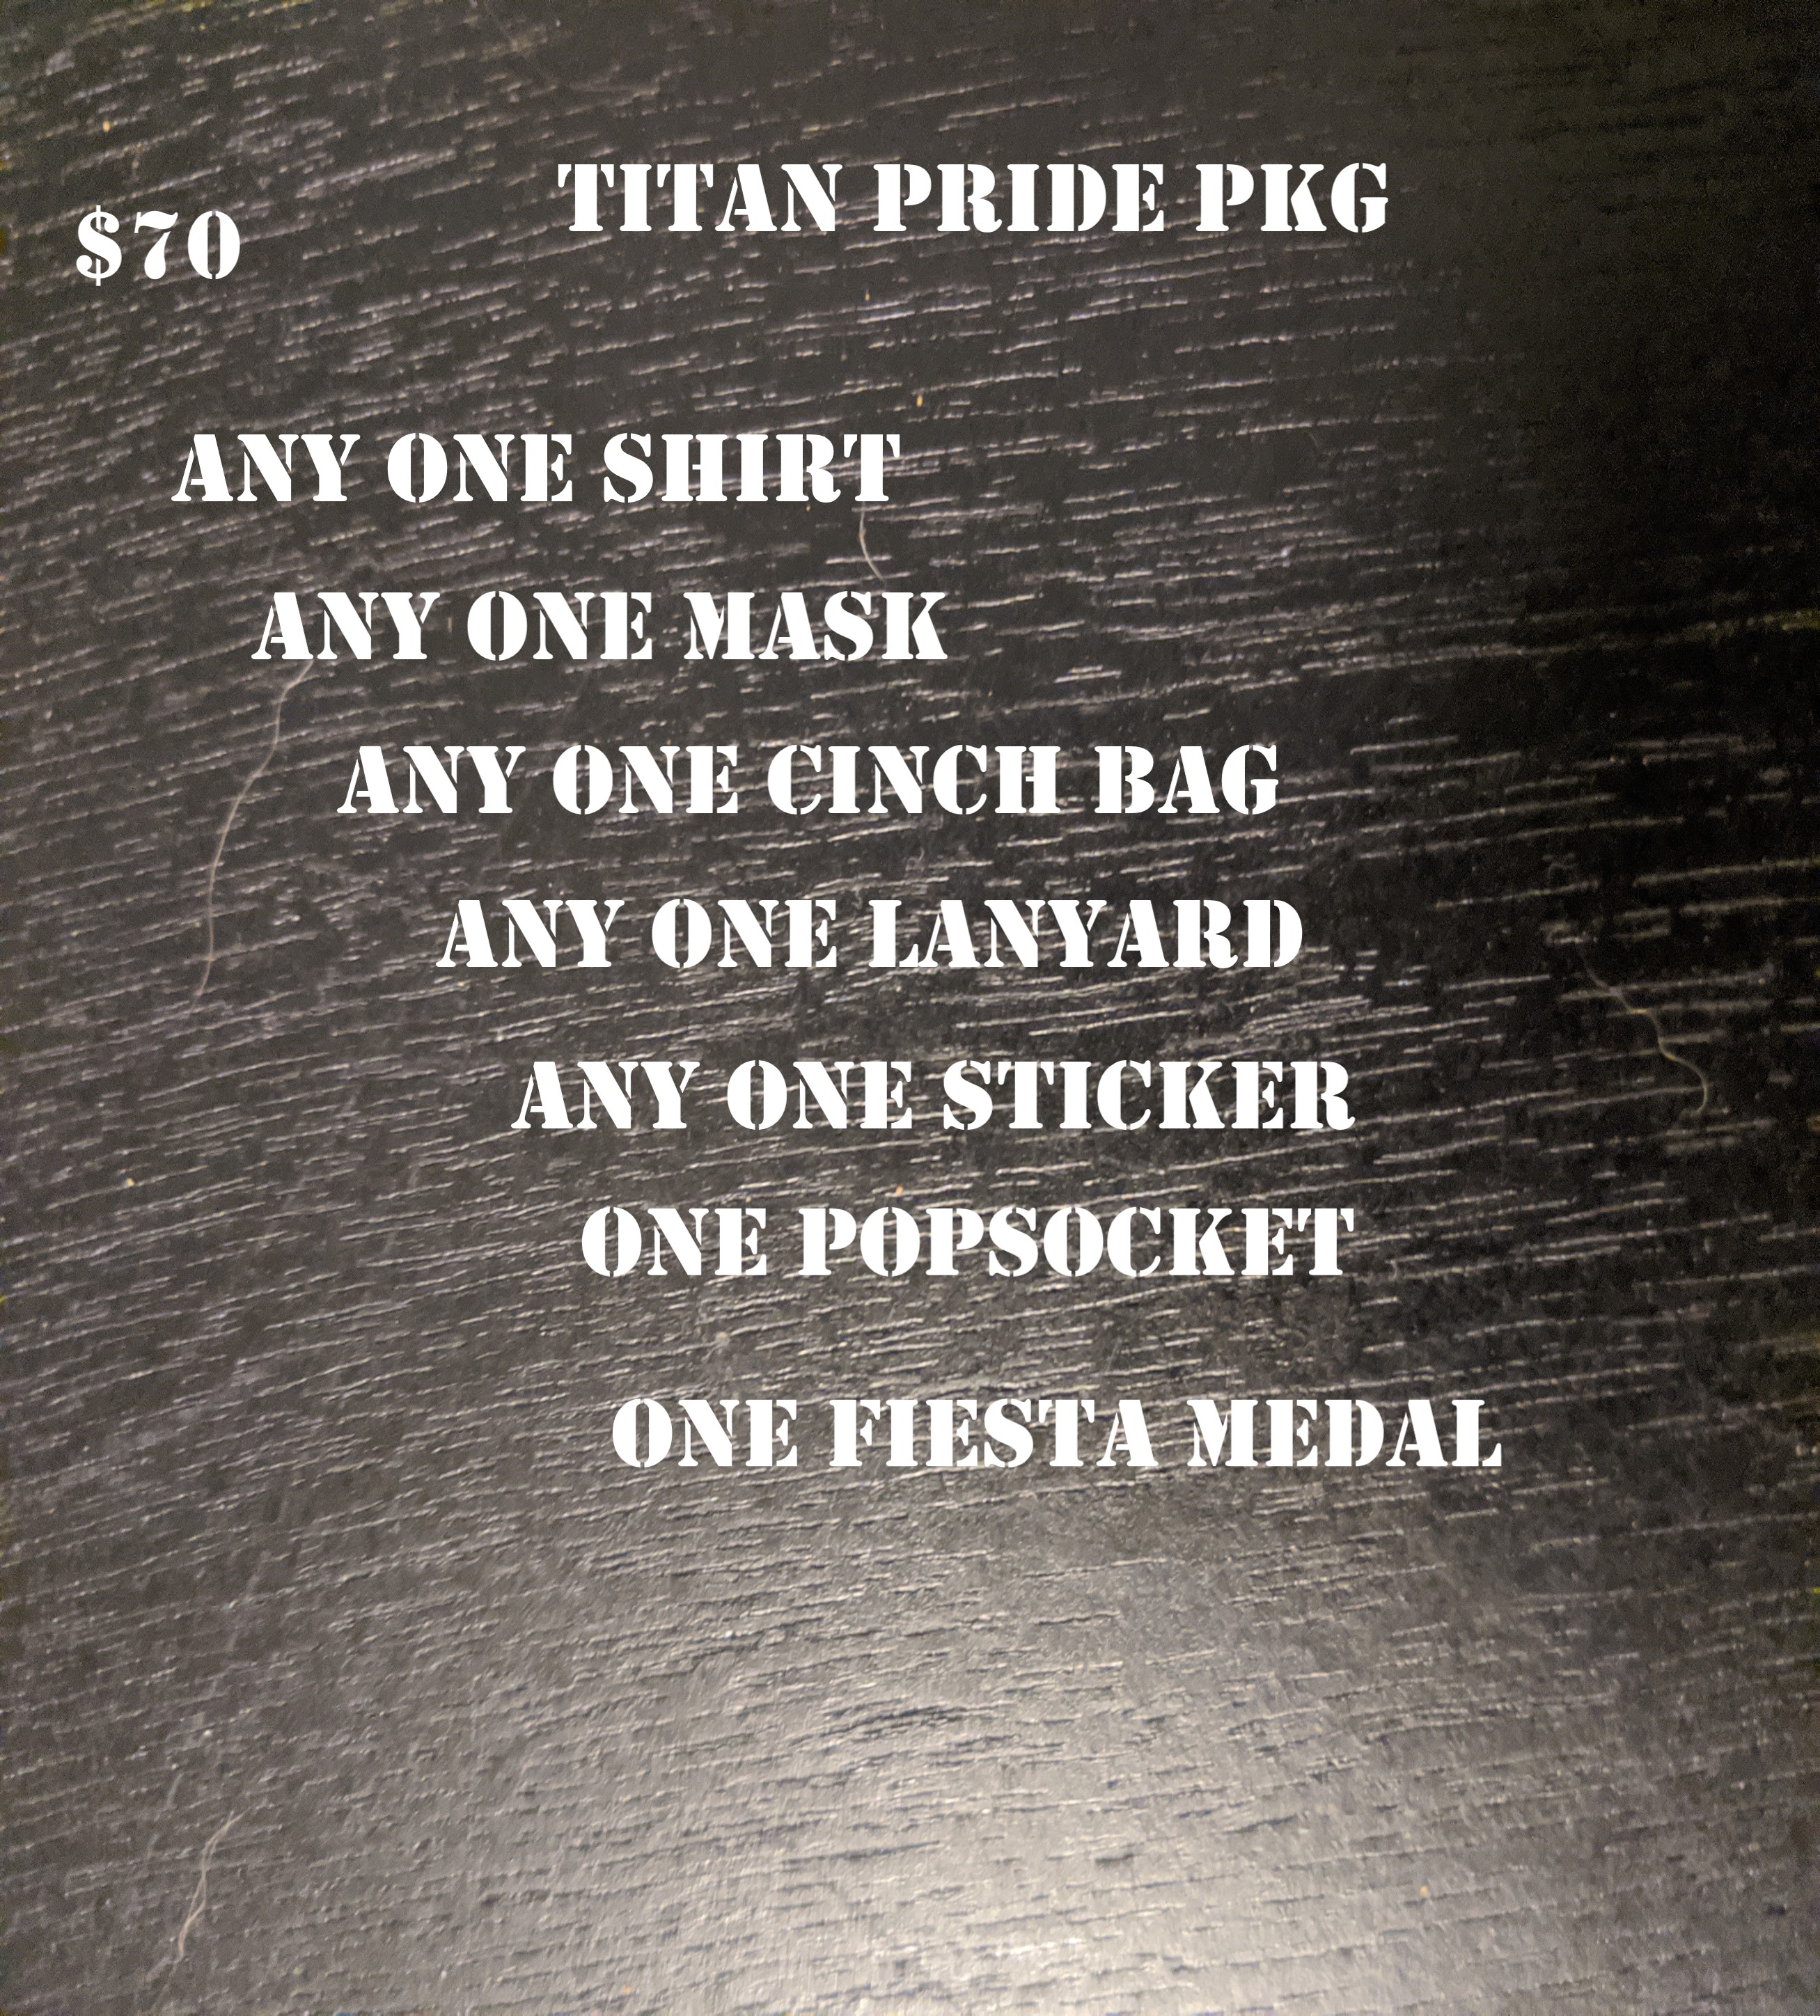 TITAN PRIDE PKG
$70
ANY ONE SHIRT
ANY ONE MASK
ANY ONE CINCH BAG
ANY ONE LANYARD
ANY ONE STICKER
ONE POPSOCKET
ONE FIESTA MEDAL